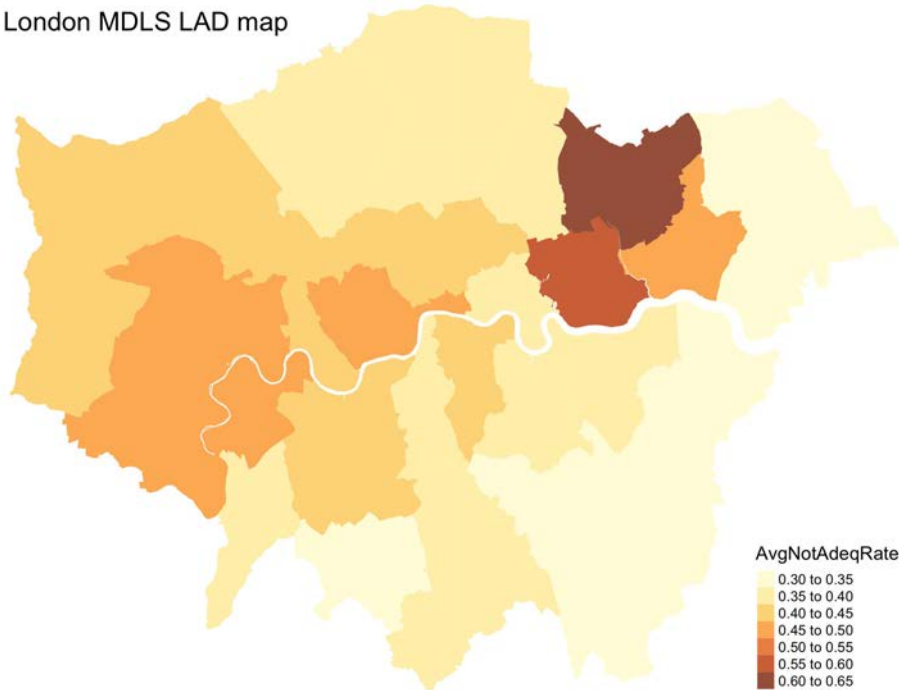 London MDLS LAD map
AvgNotAdeqRate
0.30 to 0.35
0.35 to 0.40
0.40 to 0.45
0.45 to 0.50
0.50 to 0.55
0.55 to 0.60
0.60 to 0.65